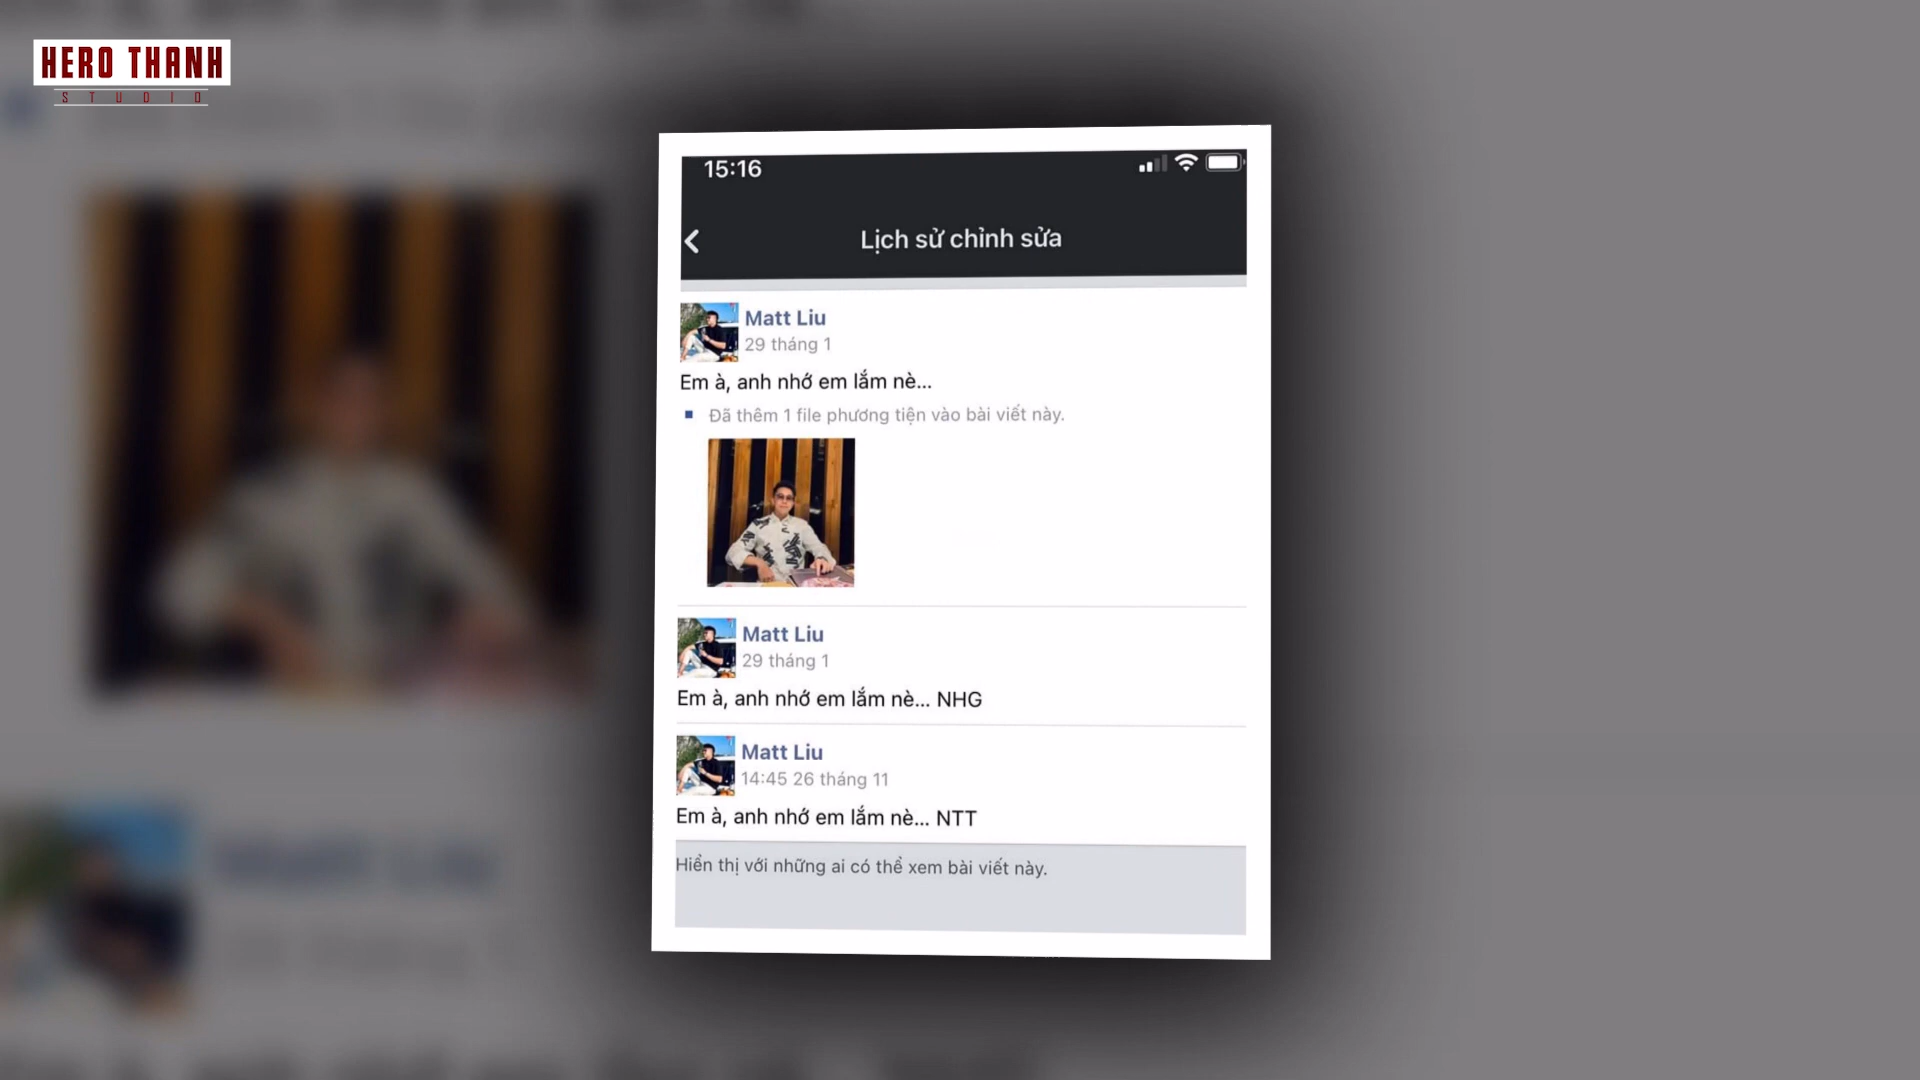 HERO THANH
STUDIO
15:16
Lịch sử chỉnh sửa
Matt Liu
29 tháng 1
Em à, anh nhớ em lắm nè...
Đã thêm 1 file phương tiện vào bài viết này.
Matt Liu
29 tháng 1
Em à, anh nhớ em lắm nè... NHG
Matt Liu
14:45 26 tháng 11
Em à, anh nhớ em lắm nè... NTT
Hiển thị với những ai có thể xem bài viết này.